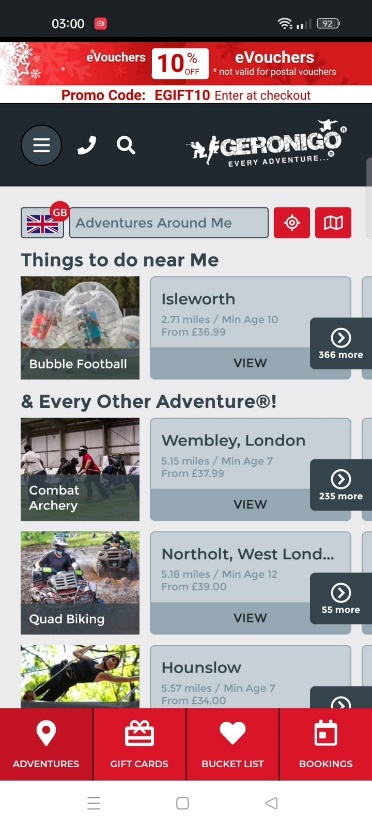 03:00
92
eVouchers 10% OFF eVouchers
* not valid for postal vouchers
Promo Code: EGIFT10 Enter at checkout
GERONIGO®
EVERY ADVENTURE...®
GB
Adventures Around Me
Things to do near Me
Bubble Football
Isleworth
2.71 miles / Min Age 10
From £36.99
VIEW
366 more
& Every Other Adventure®!
Combat
Archery
Wembley, London
5.15 miles / Min Age 7
From £37.99
VIEW
235 more
Quad Biking
Northolt, West Lond...
5.18 miles / Min Age 12
From £39.00
VIEW
55 more
Hounslow
5.57 miles / Min Age 7
From £34.00
ADVENTURES
GIFT CARDS
BUCKET LIST
BOOKINGS